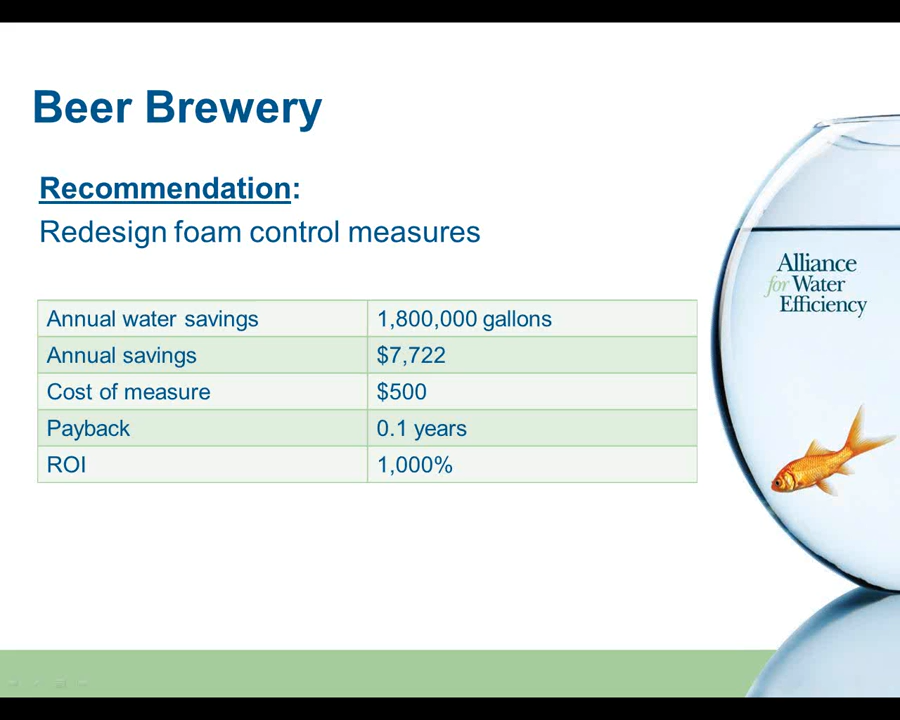 Beer Brewery
Recommendation:
Redesign foam control measures
Annual water savings 1,800,000 gallons
Annual savings $7,722
Cost of measure $500
Payback 0.1 years
ROI 1,000%
Alliance
for Water
Efficiency